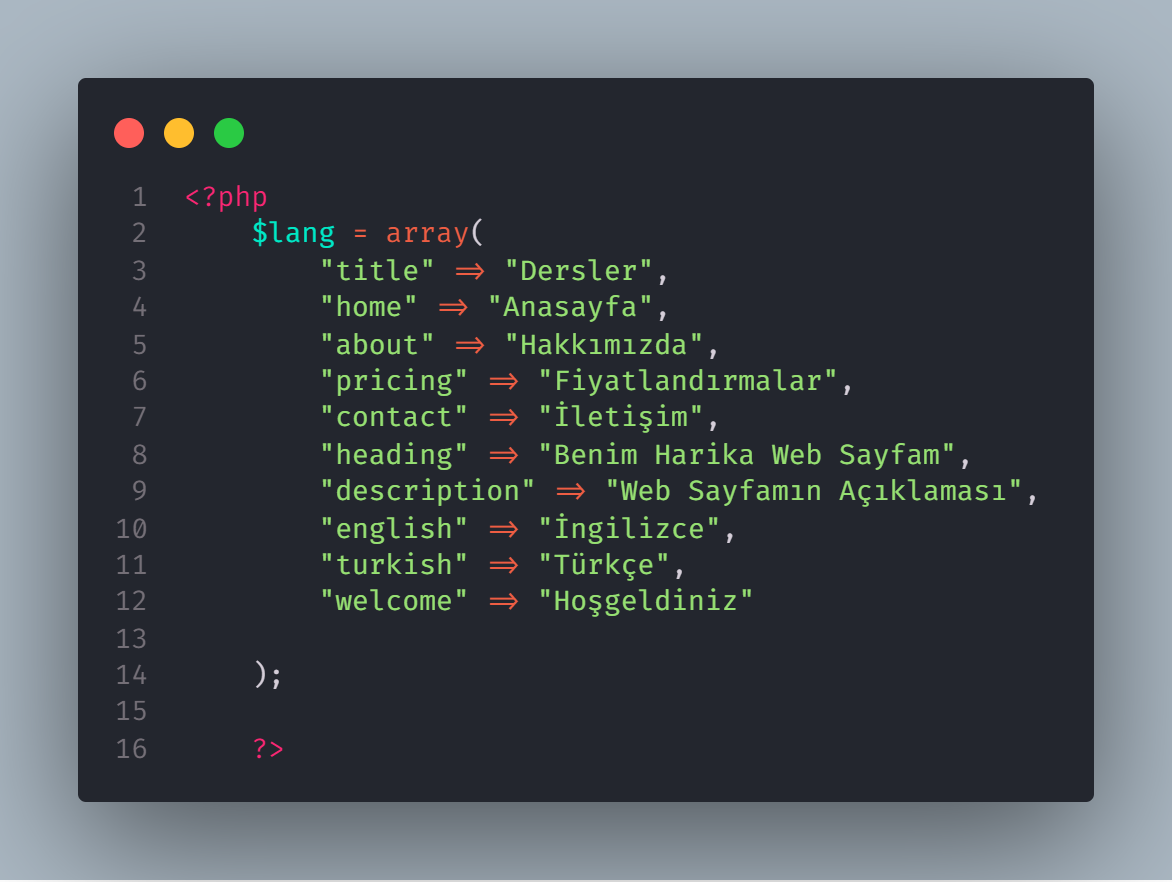 1 <?php
2 $lang = array(
3 "title" => "Dersler",
4 "home" => "Anasayfa",
5 "about" => "Hakkımızda",
6 "pricing" => "Fiyatlandırmalar",
7 "contact" => "İletişim",
8 "heading" => "Benim Harika Web Sayfam",
9 "description" => "Web Sayfamın Açıklaması",
10 "english" => "İngilizce",
11 "turkish" => "Türkçe",
12 "welcome" => "Hoşgeldiniz"
13
14 );
15
16 ?>